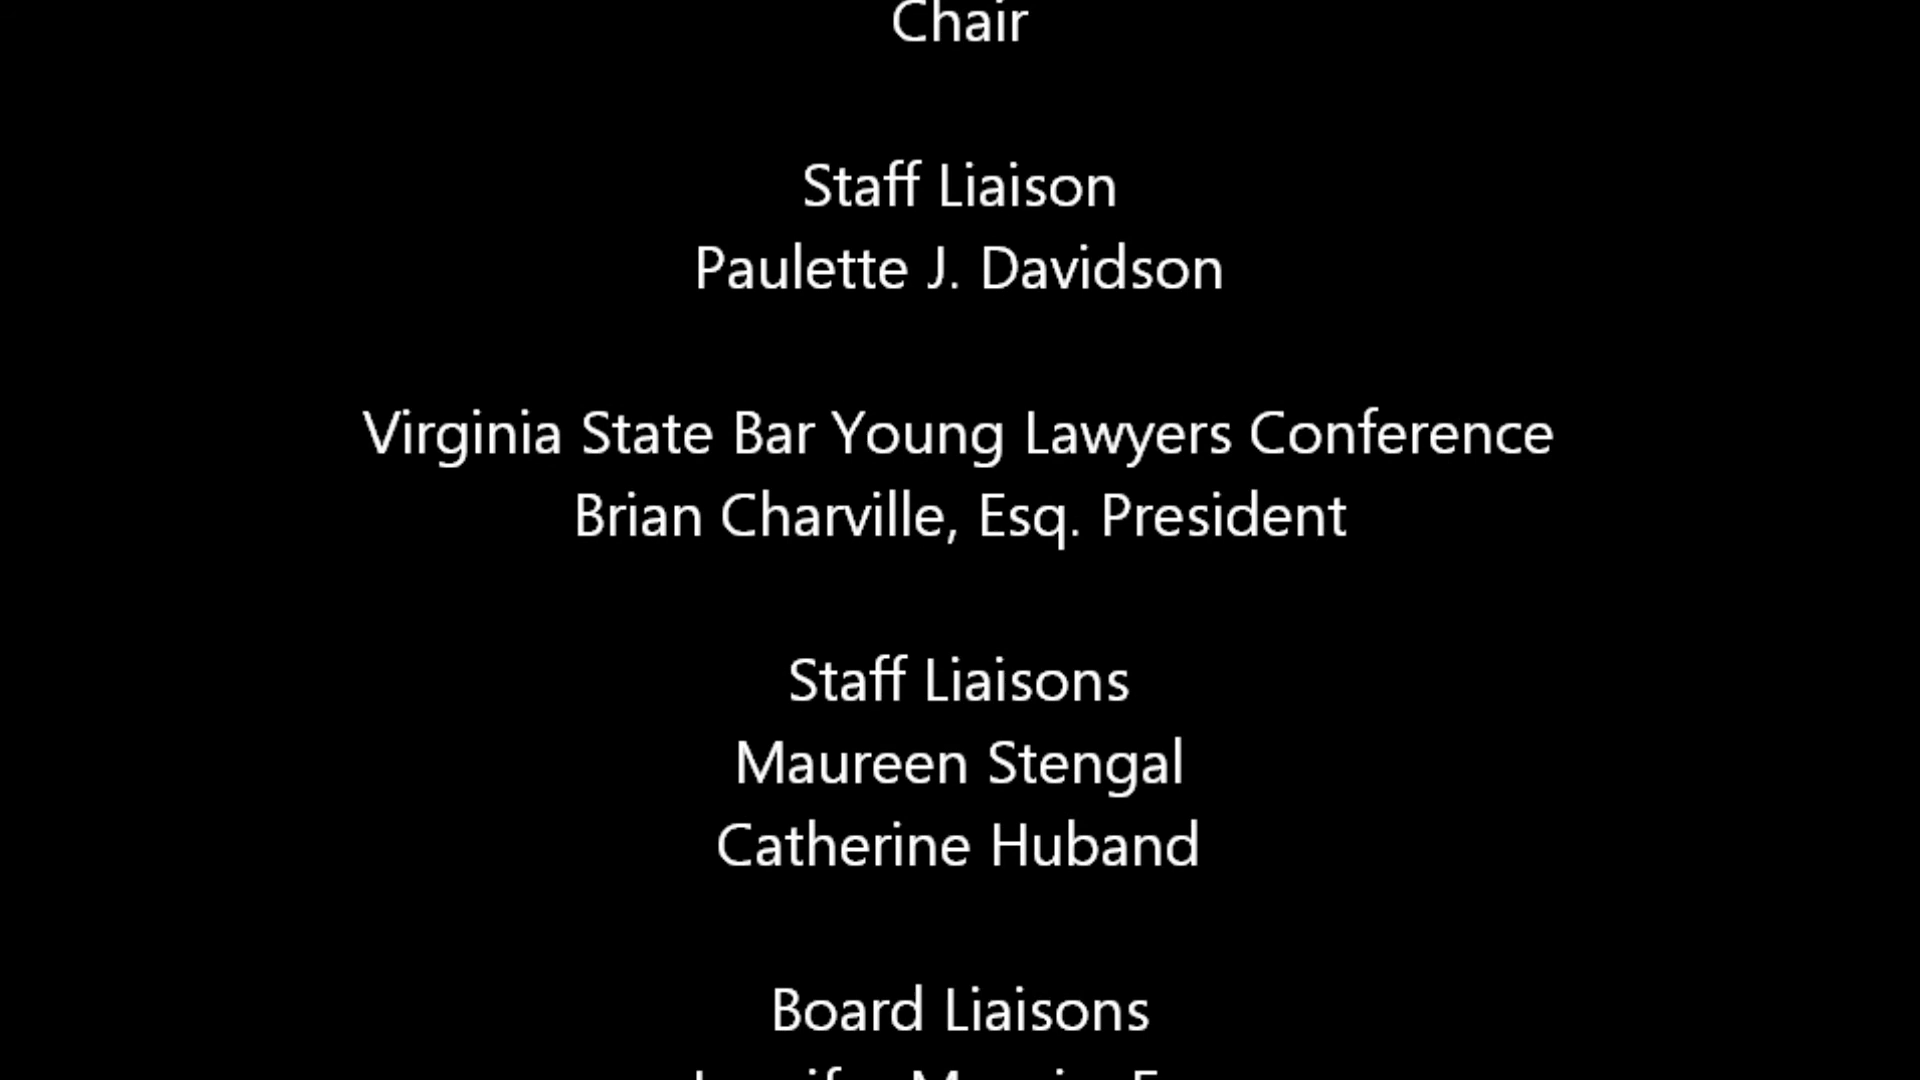 Chair
Staff Liaison
Paulette J. Davidson
Virginia State Bar Young Lawyers Conference
Brian Charville, Esq. President
Staff Liaisons
Maureen Stengal
Catherine Huband
Board Liaisons